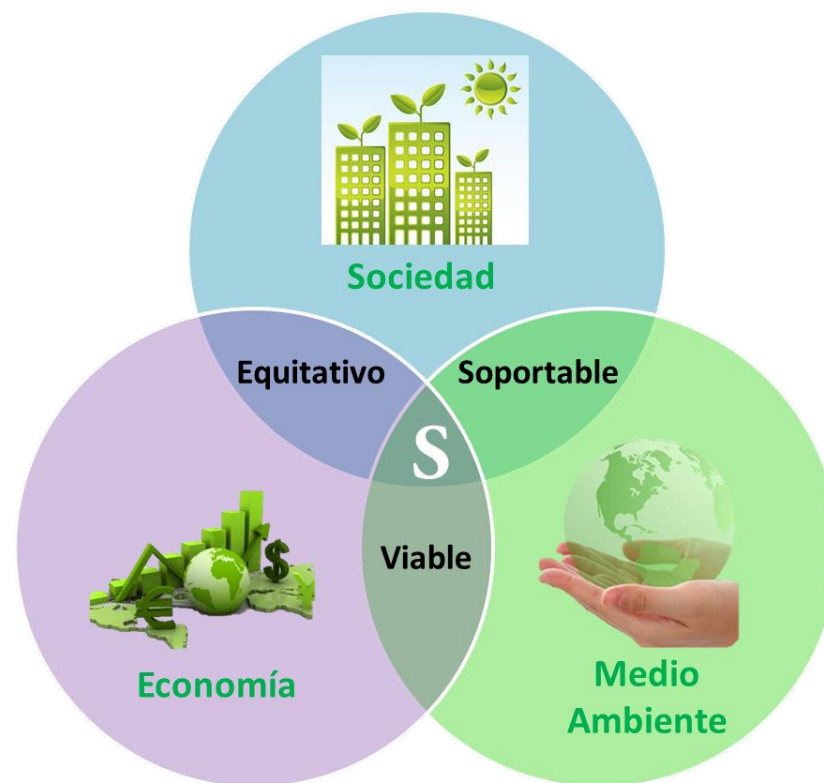 Sociedad
Equitativo
Soportable
S
Viable
$
€
Economía
Medio
Ambiente